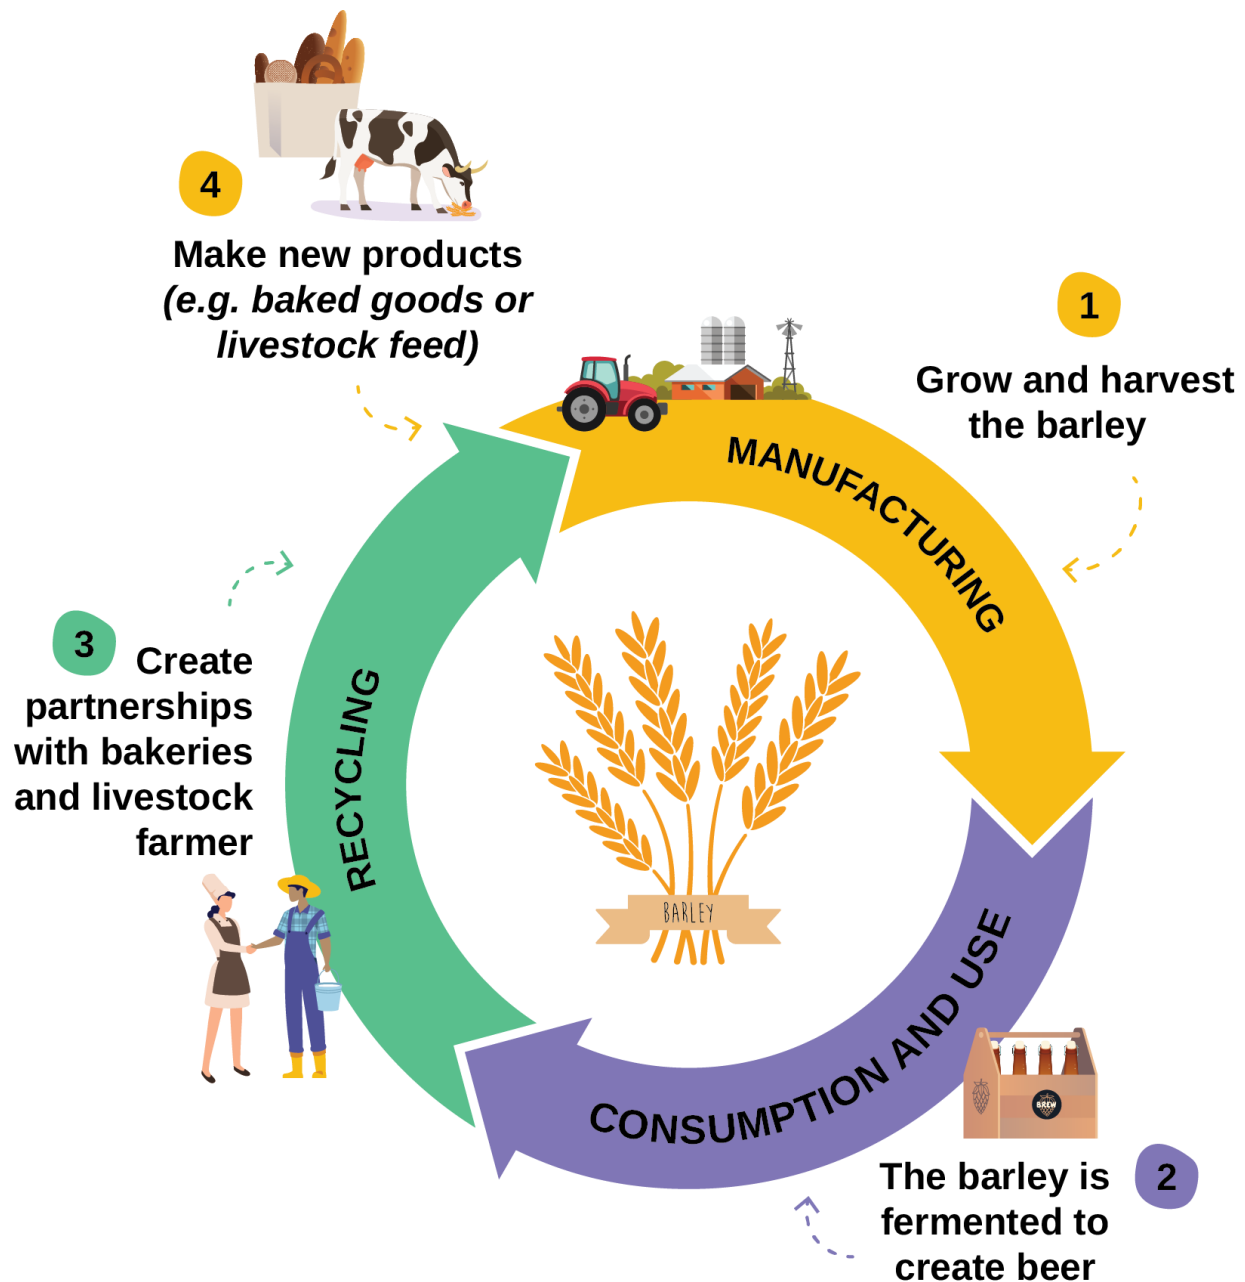 4
Make new products
(e.g. baked goods or
livestock feed)
1
Grow and harvest
the barley
MANUFACTURING
3
Create
partnerships
with bakeries
and livestock
farmer
RECYCLING
BARLEY
CONSUMPTION AND USE
BREW
2
The barley is
fermented to
create beer